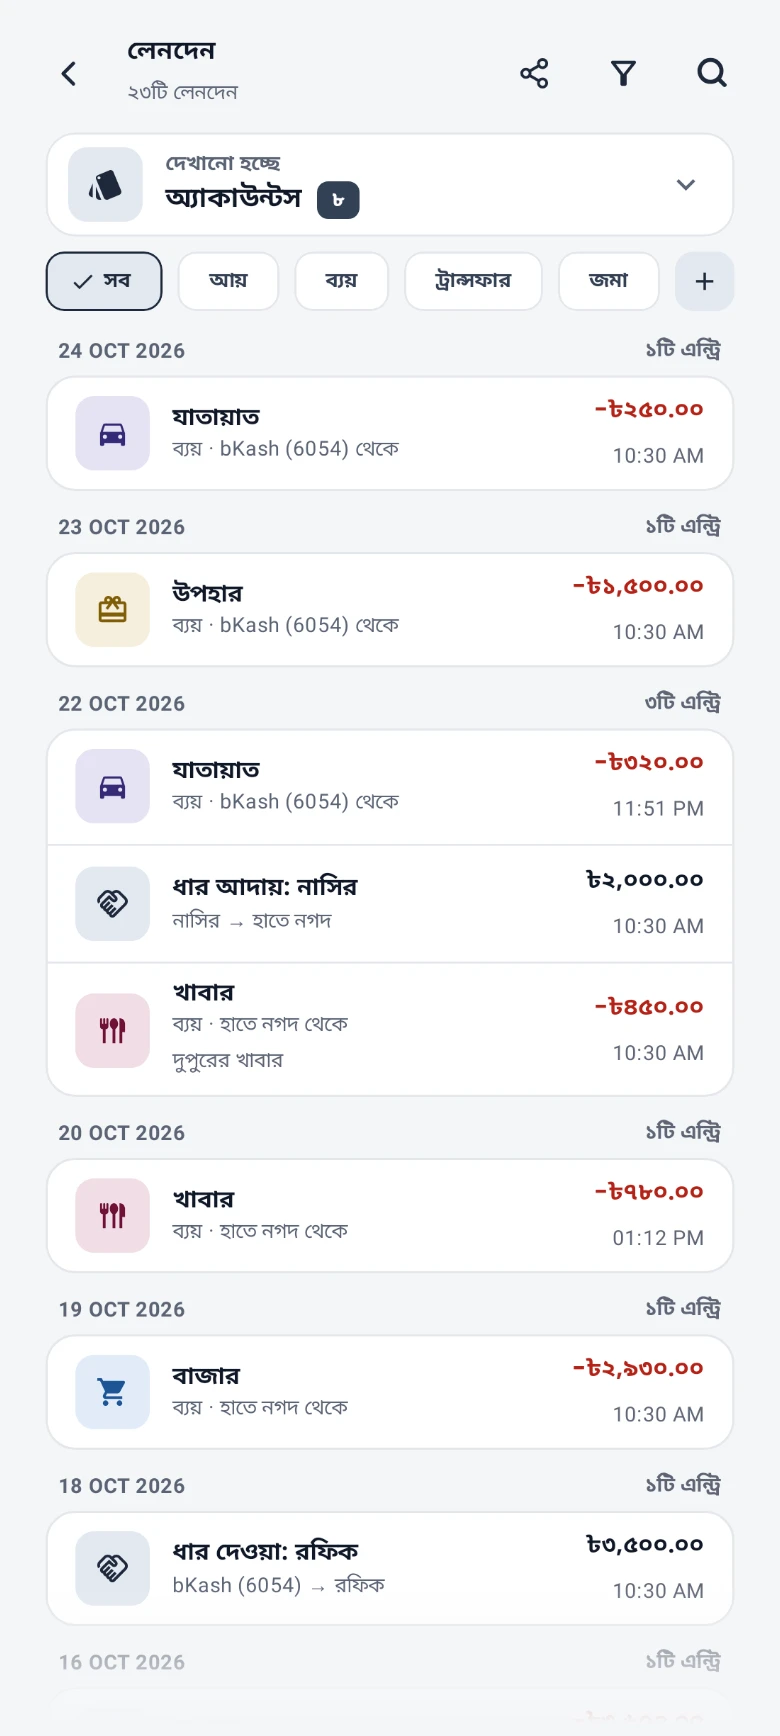 লেনদেন
২৩টি লেনদেন
দেখানো হচ্ছে
অ্যাকাউন্টস ৮
সব আয় ব্যয় ট্রান্সফার জমা +
24 OCT 2026 ১টি এন্ট্রি
যাতায়াত −৳২৫০.০০
ব্যয় · bKash (6054) থেকে 10:30 AM
23 OCT 2026 ১টি এন্ট্রি
উপহার −৳১,৫০০.০০
ব্যয় · bKash (6054) থেকে 10:30 AM
22 OCT 2026 ৩টি এন্ট্রি
যাতায়াত −৳৩২০.০০
ব্যয় · bKash (6054) থেকে 11:51 PM
ধার আদায়: নাসির ৳২,০০০.০০
নাসির → হাতে নগদ 10:30 AM
খাবার −৳৪৫০.০০
ব্যয় · হাতে নগদ থেকে 10:30 AM
দুপুরের খাবার
20 OCT 2026 ১টি এন্ট্রি
খাবার −৳৭৮০.০০
ব্যয় · হাতে নগদ থেকে 01:12 PM
19 OCT 2026 ১টি এন্ট্রি
বাজার −৳২,৯৩০.০০
ব্যয় · হাতে নগদ থেকে 10:30 AM
18 OCT 2026 ১টি এন্ট্রি
ধার দেওয়া: রফিক ৳৩,৫০০.০০
bKash (6054) → রফিক 10:30 AM
16 OCT 2026 ১টি এন্ট্রি